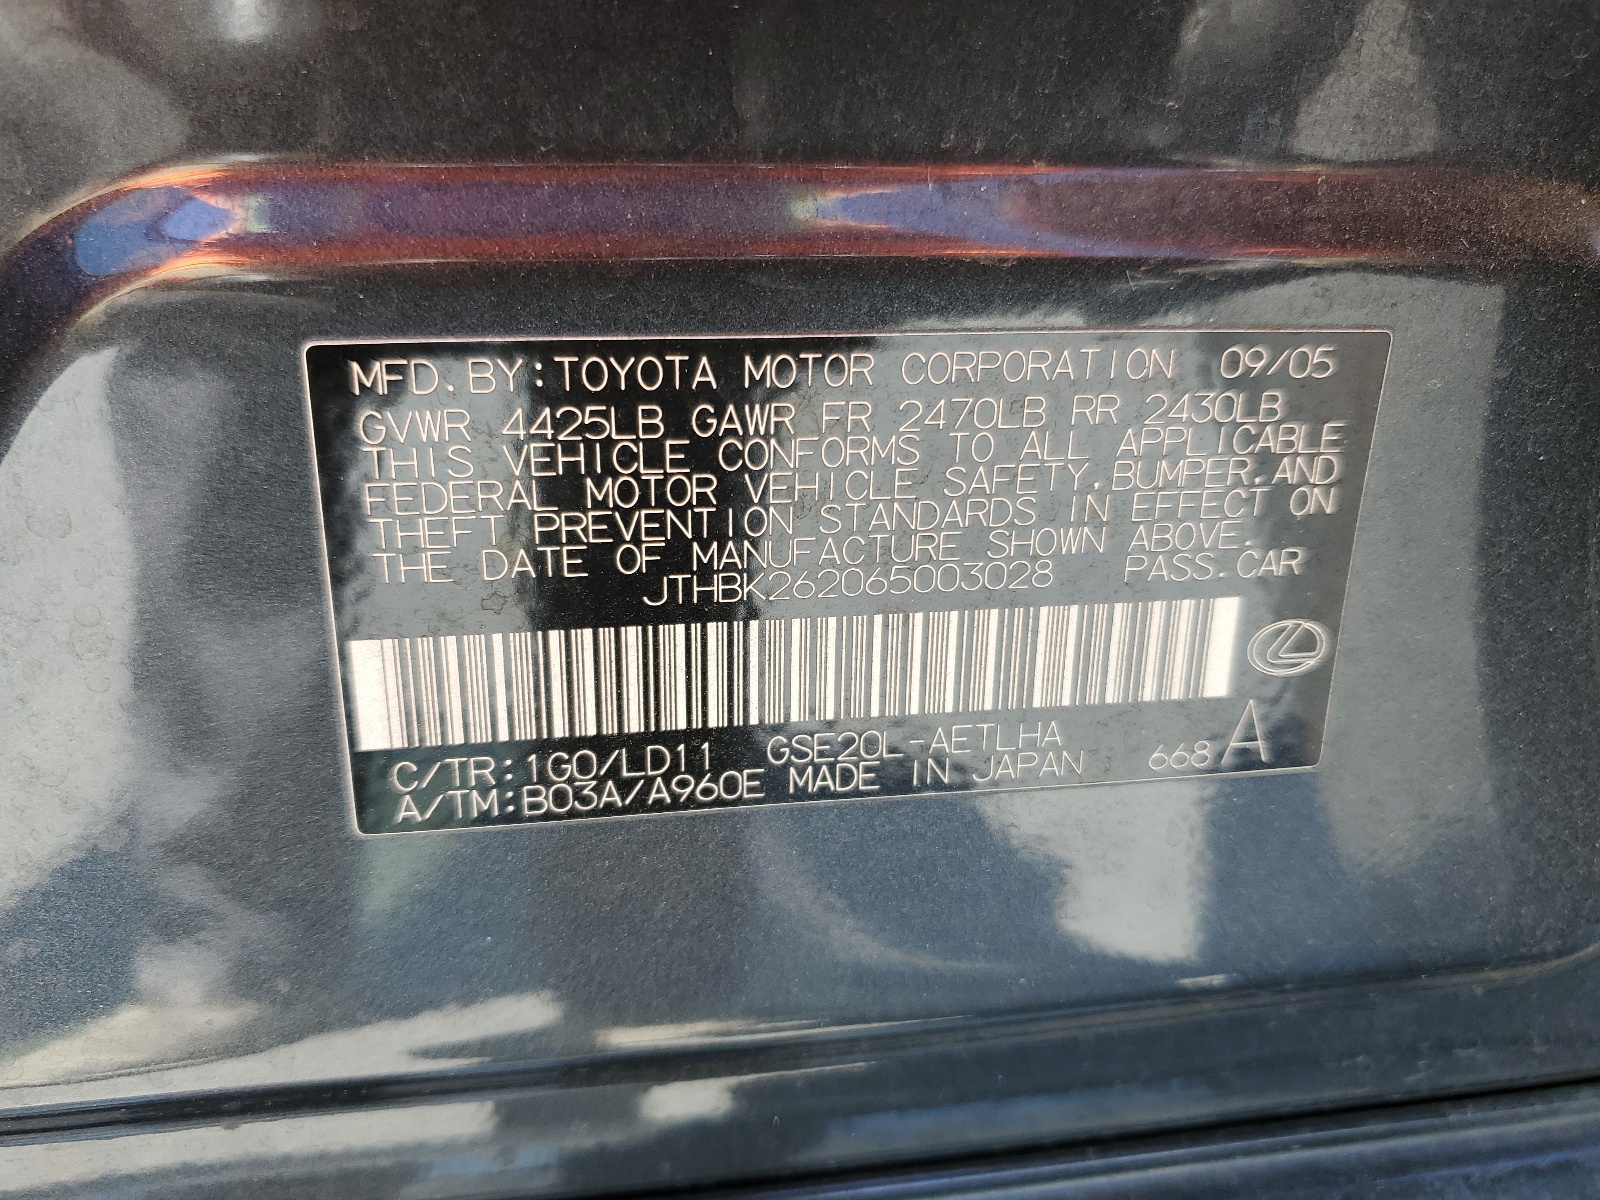 MFD. BY: TOYOTA MOTOR CORPORATION 09/05
GVWR 4425LB GAWR FR 2470LB RR 2430LB
THIS VEHICLE CONFORMS TO ALL APPLICABLE
FEDERAL MOTOR VEHICLE SAFETY, BUMPER, AND
THEFT PREVENTION STANDARDS IN EFFECT ON
THE DATE OF MANUFACTURE SHOWN ABOVE.
JTHBK262065003028 PASS. CAR
C/TR: 1G0/LD11 GSE20L-AETLHA
A/TM: B03A/A960E MADE IN JAPAN 668 A